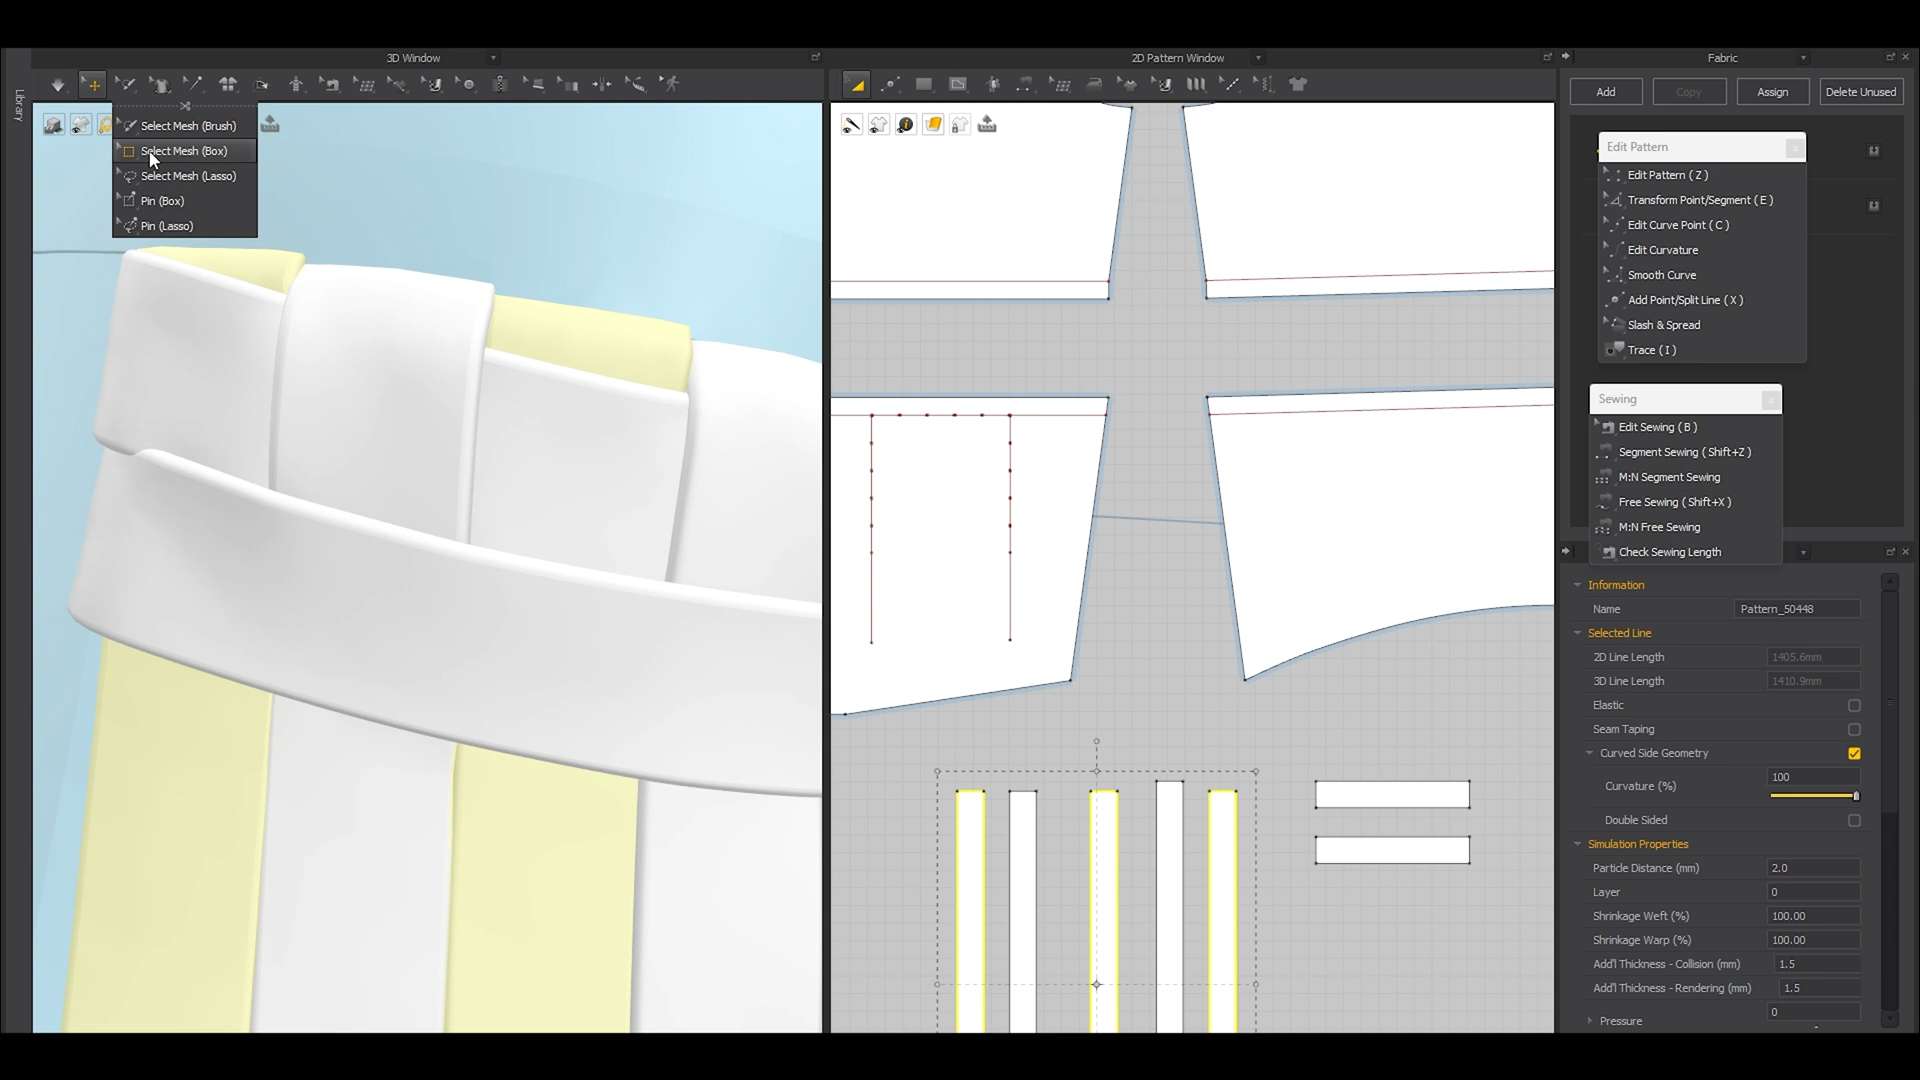 3D Window
2D Pattern Window
Fabric
Library
Add
Copy
Assign
Delete Unused
Select Mesh (Brush)
Select Mesh (Box)
Select Mesh (Lasso)
Pin (Box)
Pin (Lasso)
Edit Pattern
Edit Pattern ( Z )
Transform Point/Segment ( E )
Edit Curve Point ( C )
Edit Curvature
Smooth Curve
Add Point/Split Line ( X )
Slash & Spread
Trace ( I )
Sewing
Edit Sewing ( B )
Segment Sewing ( Shift+Z )
M:N Segment Sewing
Free Sewing ( Shift+X )
M:N Free Sewing
Check Sewing Length
Information
Name Pattern_50448
Selected Line
2D Line Length 1405.6mm
3D Line Length 1410.9mm
Elastic
Seam Taping
Curved Side Geometry
Curvature (%) 100
Double Sided
Simulation Properties
Particle Distance (mm) 2.0
Layer 0
Shrinkage Weft (%) 100.00
Shrinkage Warp (%) 100.00
Add'l Thickness - Collision (mm) 1.5
Add'l Thickness - Rendering (mm) 1.5
Pressure 0